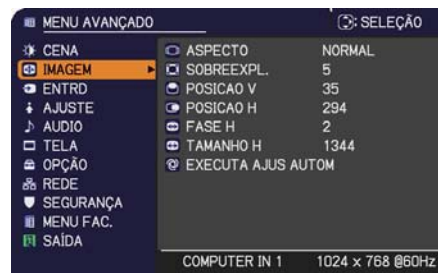 MENU AVANÇADO : SELEÇÃO
CENA ASPECTO NORMAL
IMAGEM SOBREEXPL. 5
ENTRD POSICAO V 35
AJUSTE POSICAO H 294
AUDIO FASE H 2
TELA TAMANHO H 1344
OPÇÃO EXECUTA AJUS AUTOM
REDE
SEGURANÇA
MENU FAC.
SAÍDA
COMPUTER IN 1 1024 x 768 @60Hz